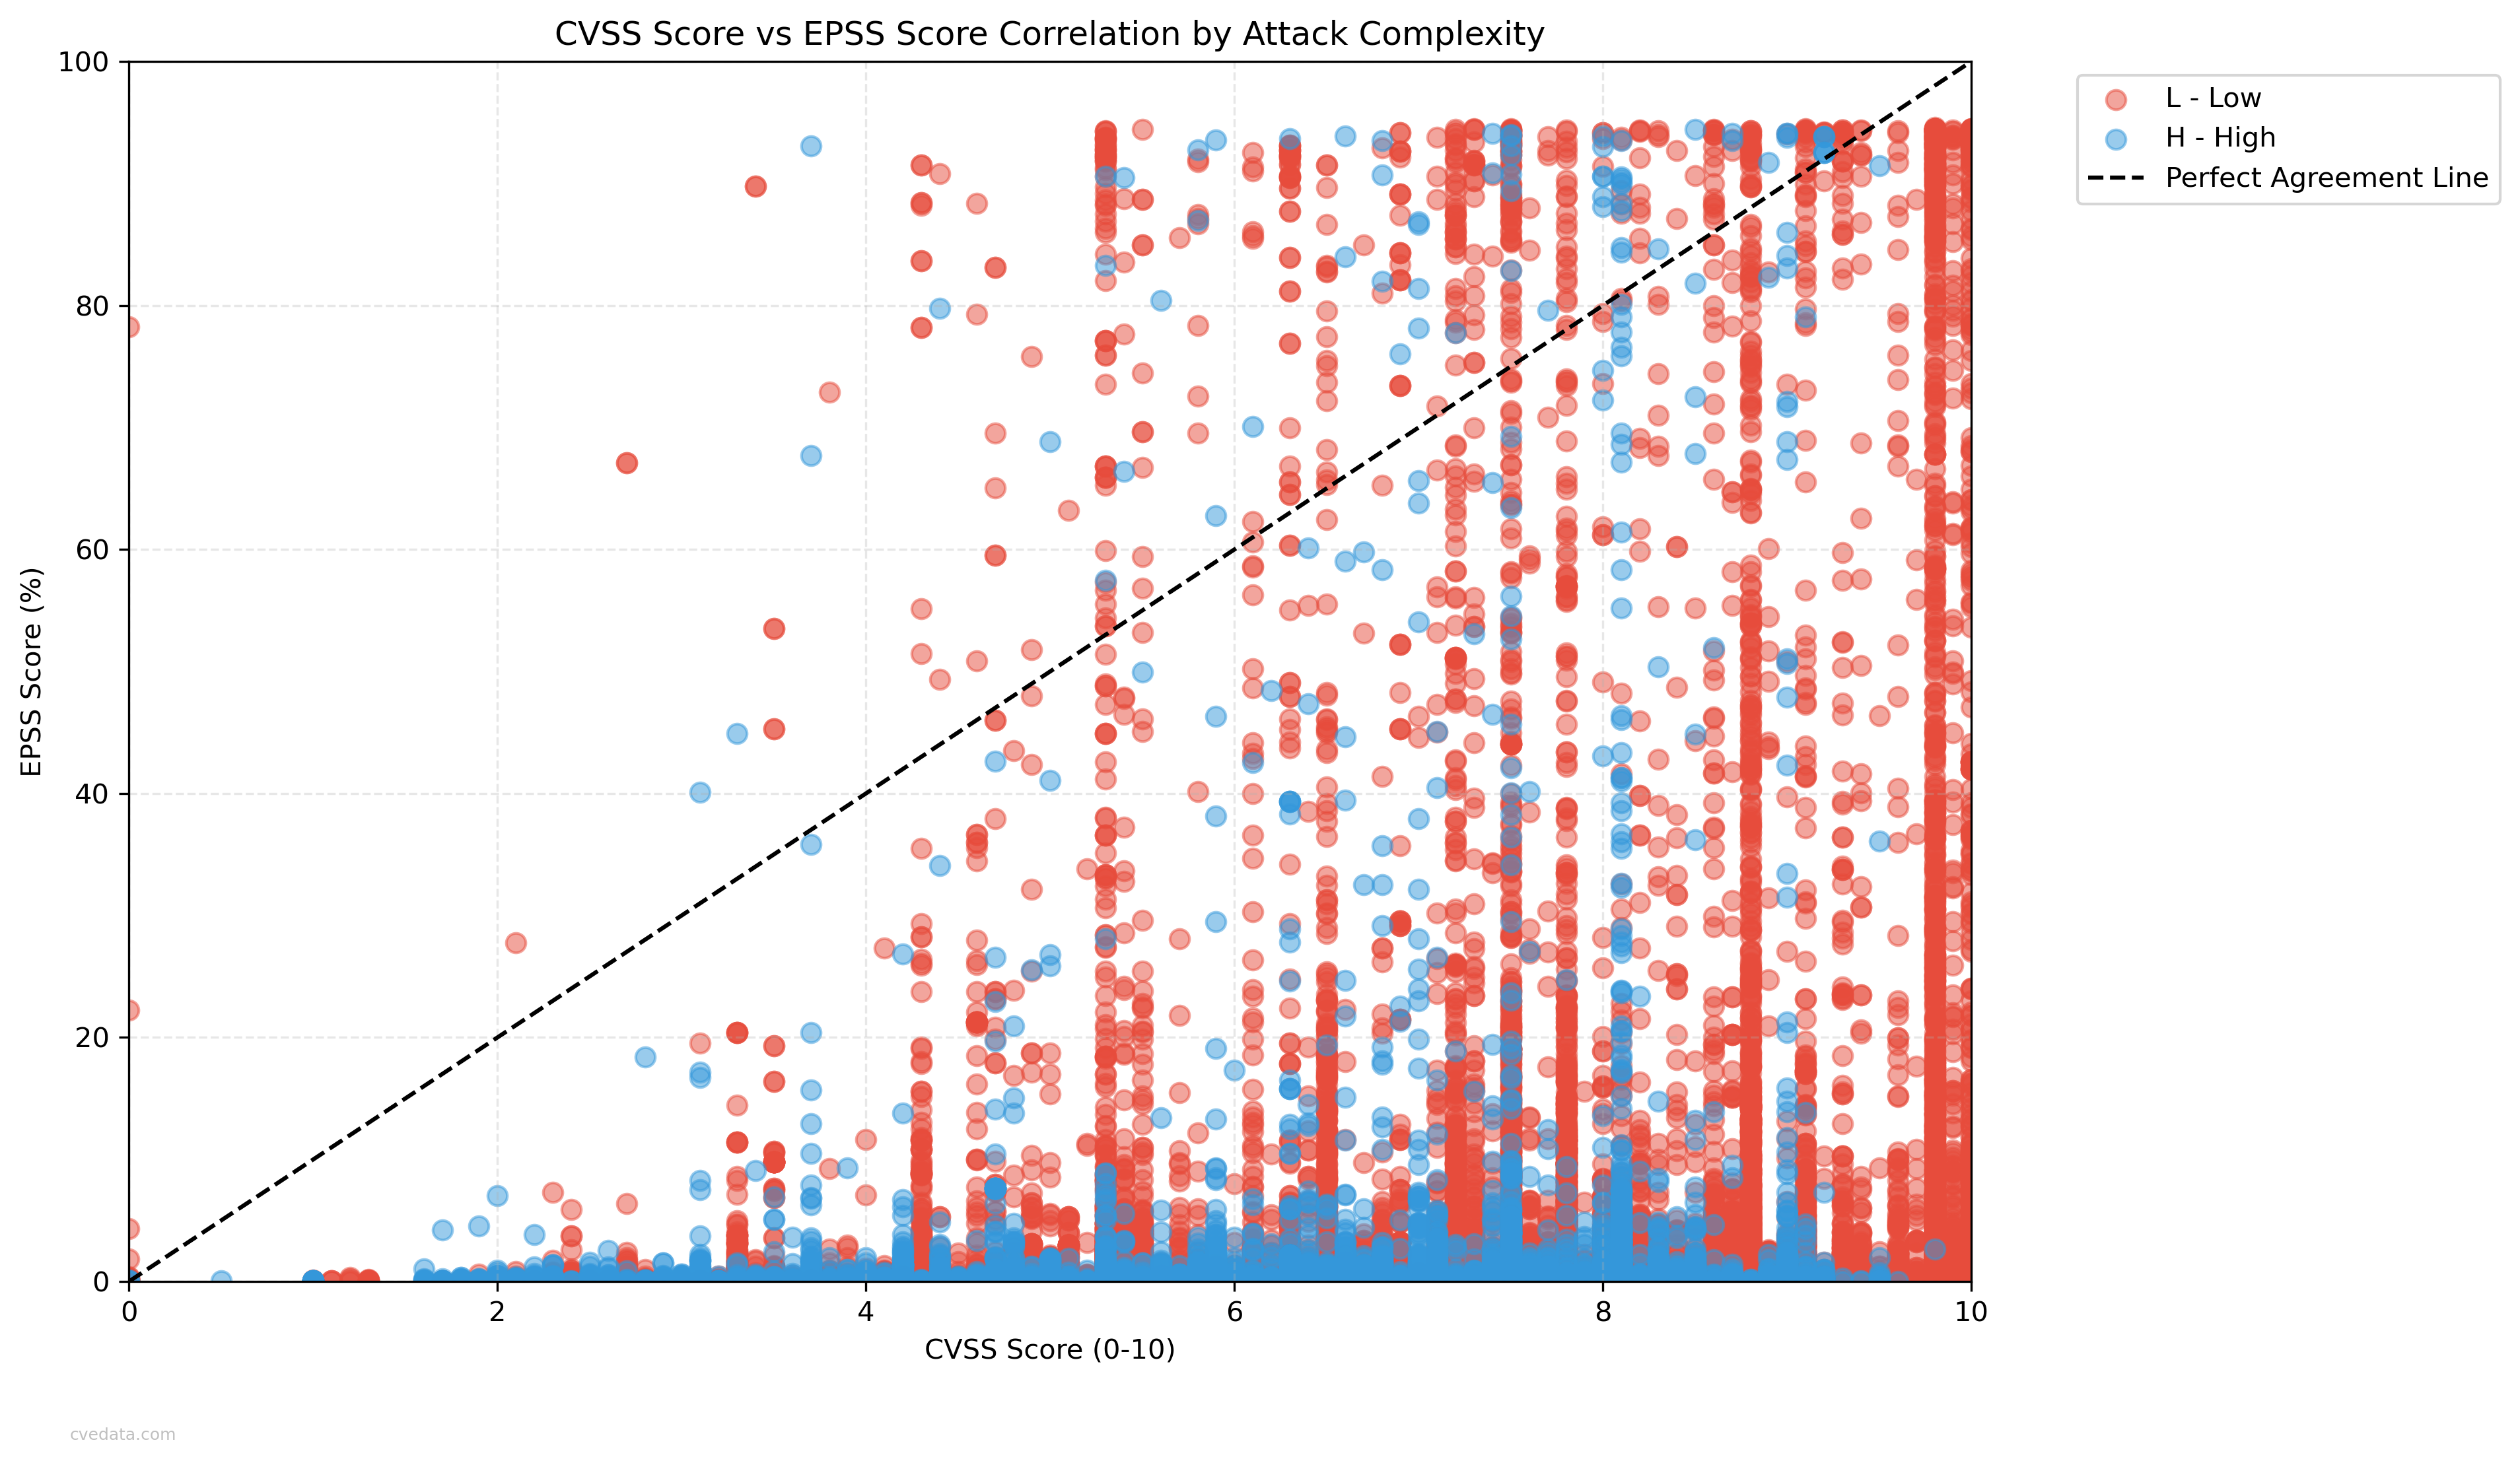 CVSS Score vs EPSS Score Correlation by Attack Complexity
100
80
60
40
20
0
EPSS Score (%)
0 2 4 6 8 10
CVSS Score (0-10)
L - Low
H - High
Perfect Agreement Line
cvedata.com